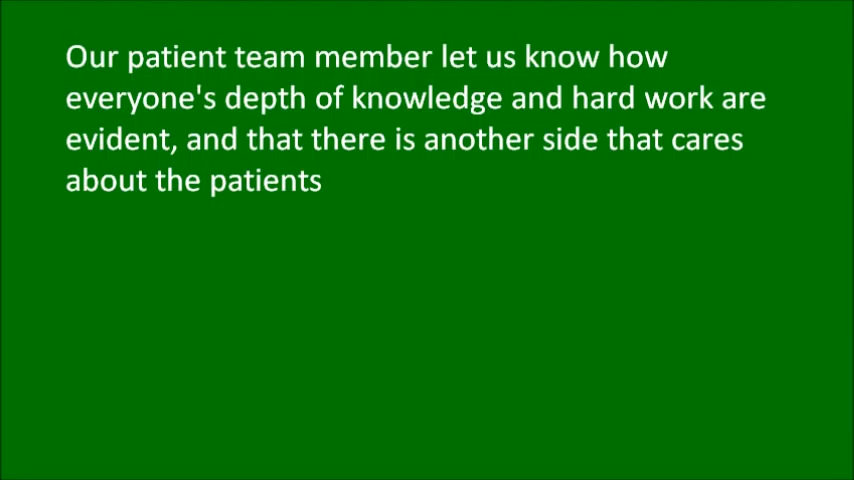 Our patient team member let us know how
everyone's depth of knowledge and hard work are
evident, and that there is another side that cares
about the patients